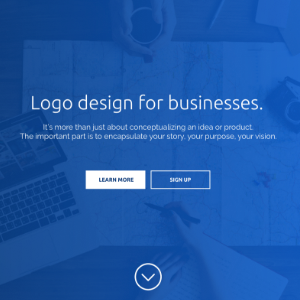 Logo design for businesses.
It's more than just about conceptualizing an idea or product.
The important part is to encapsulate your story, your purpose, your vision.
LEARN MORE
SIGN UP